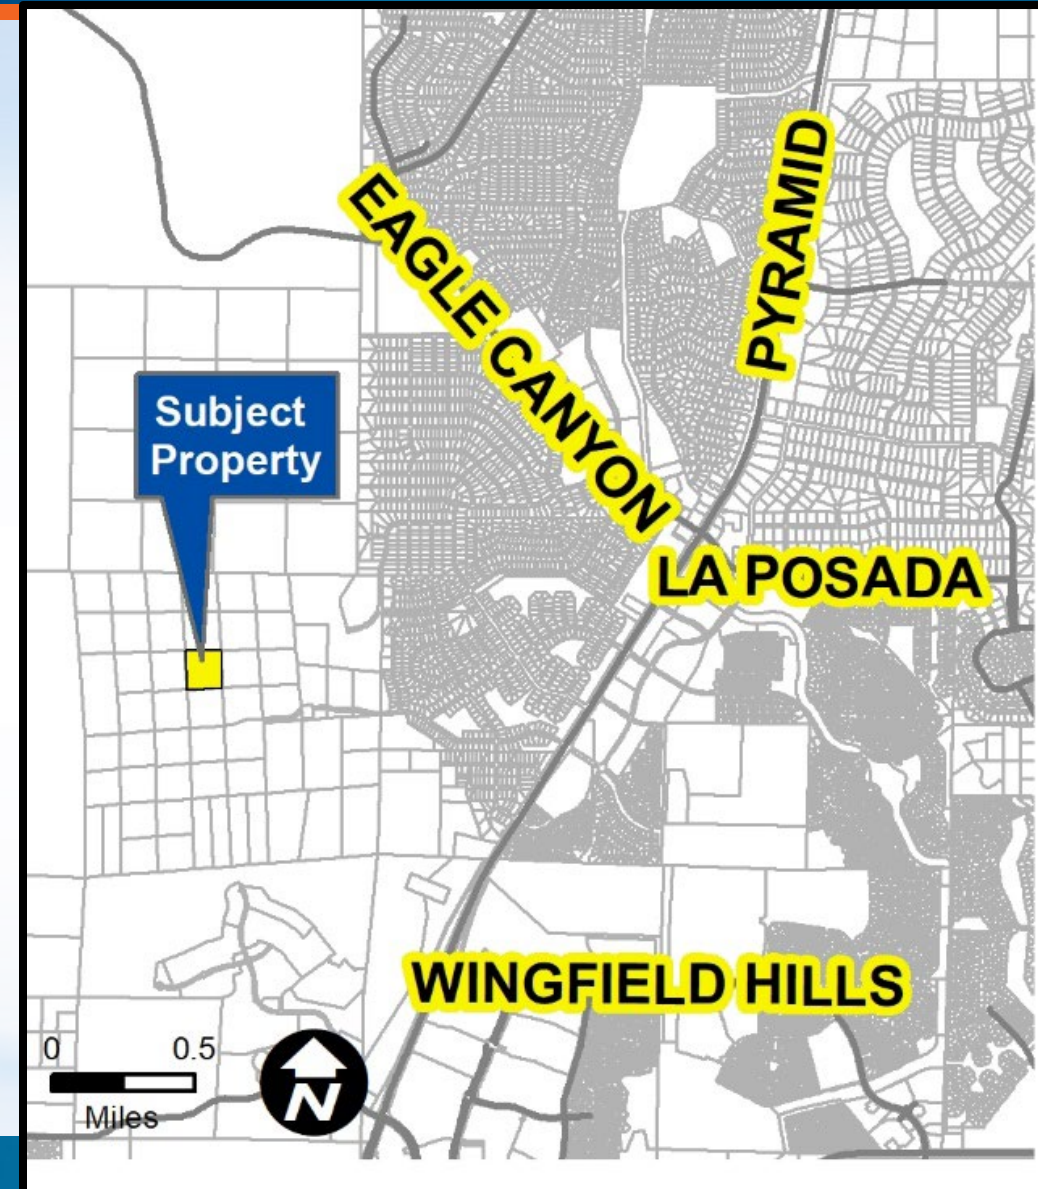 EAGLE CANYON
PYRAMID
Subject
Property
LA POSADA
WINGFIELD HILLS
0 0.5
Miles
N